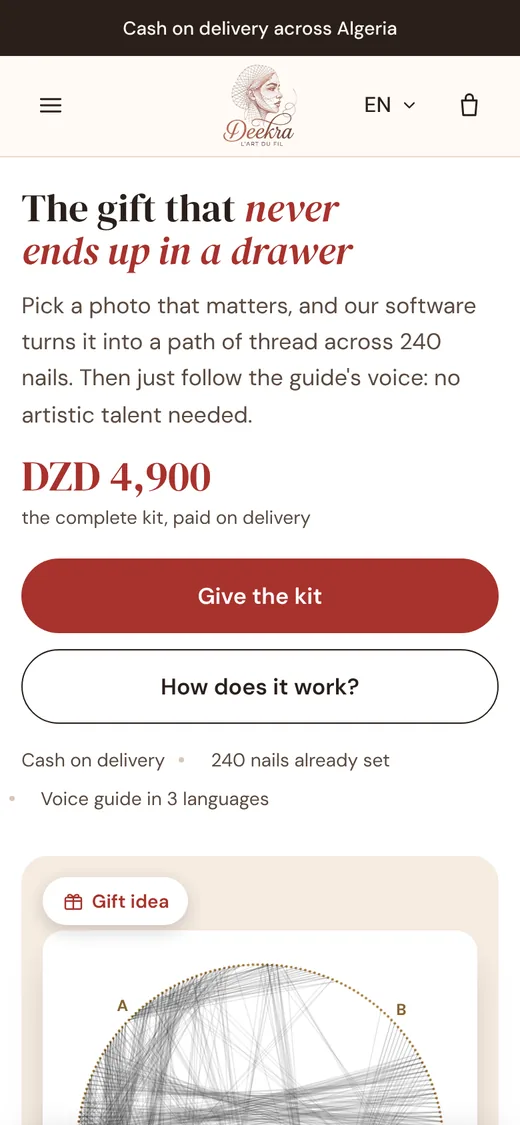 Cash on delivery across Algeria
Deekra
L'ART DU FIL
EN
The gift that never
ends up in a drawer
Pick a photo that matters, and our software
turns it into a path of thread across 240
nails. Then just follow the guide's voice: no
artistic talent needed.
DZD 4,900
the complete kit, paid on delivery
Give the kit
How does it work?
Cash on delivery • 240 nails already set
• Voice guide in 3 languages
Gift idea
A
B